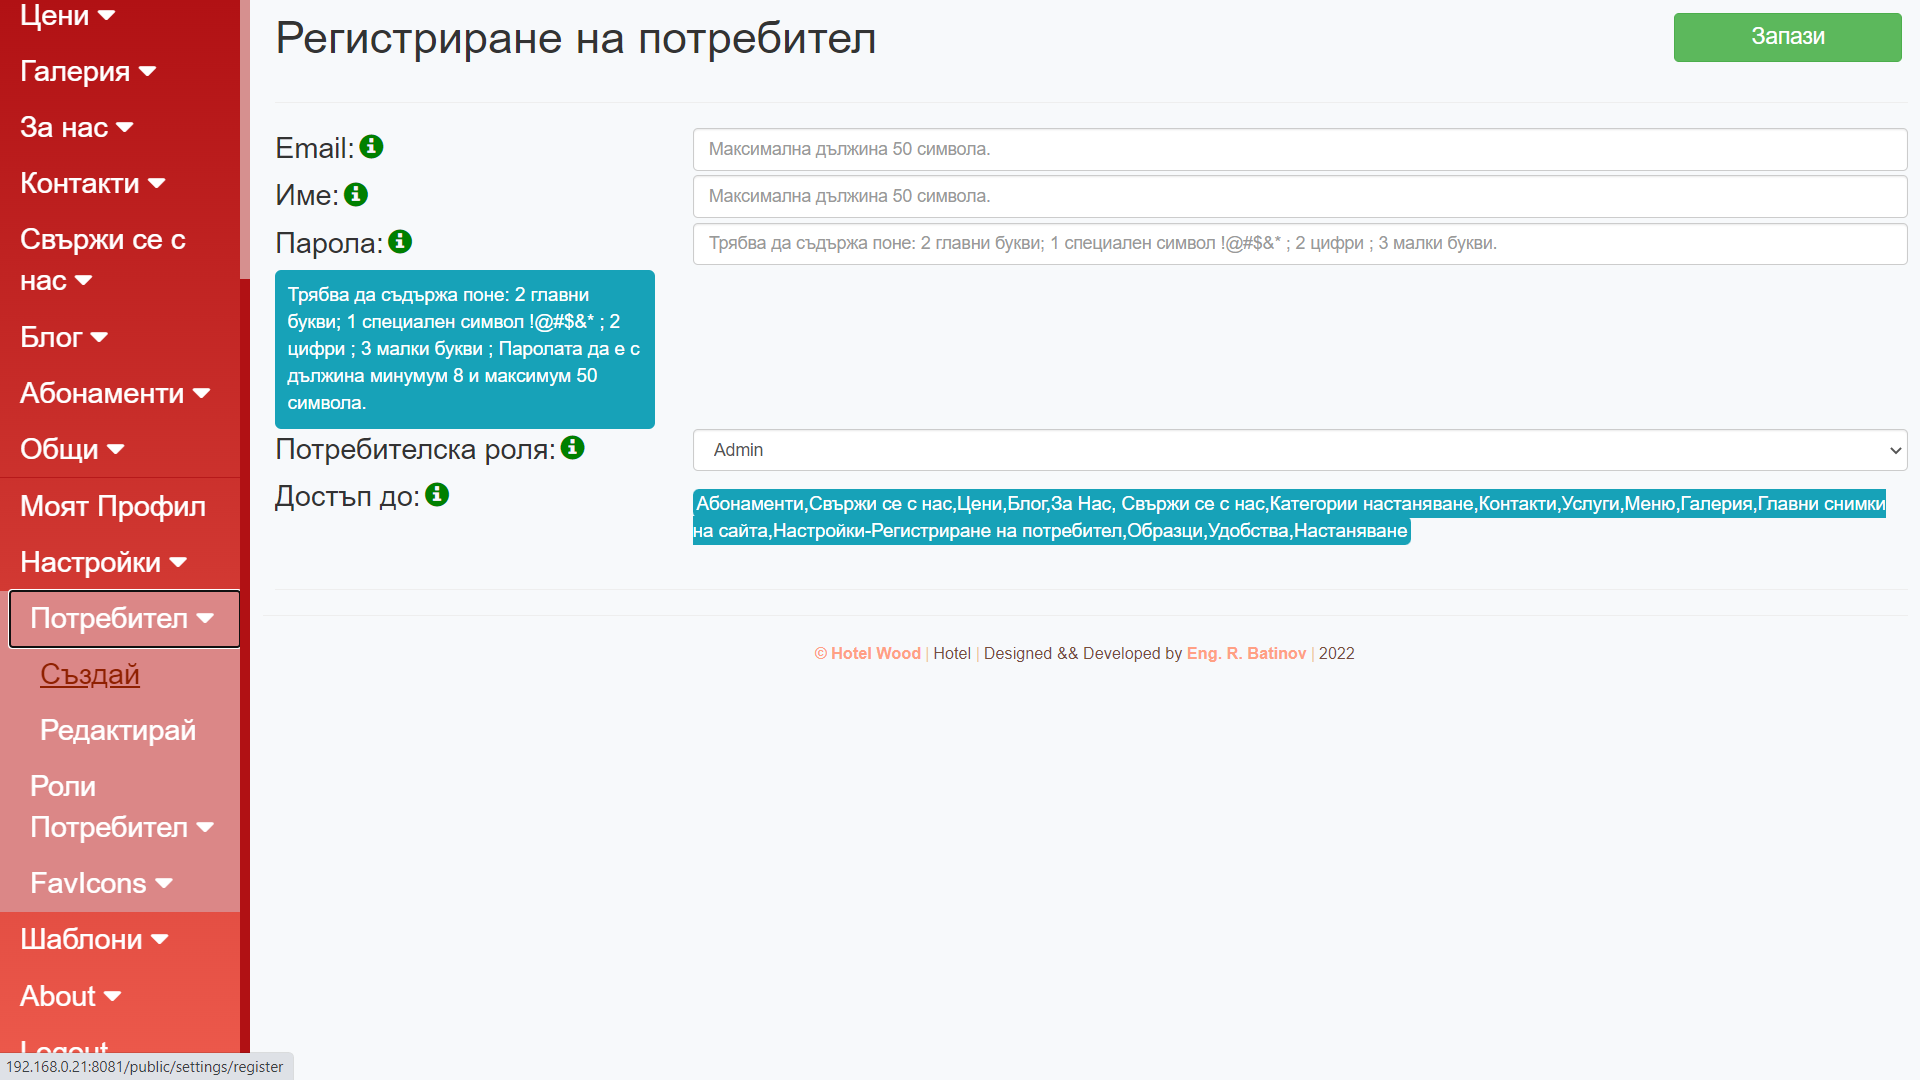 Цени
Галерия
За нас
Контакти
Свържи се с
нас
Блог
Абонаменти
Общи
Моят Профил
Настройки
Потребител
Създай
Редактирай
Роли
Потребител
FavIcons
Шаблони
About
Logout
192.168.0.21:8081/public/settings/register
Регистриране на потребител
Запази
Email:
Максимална дължина 50 символа.
Име:
Максимална дължина 50 символа.
Парола:
Трябва да съдържа поне: 2 главни букви; 1 специален символ !@#$&* ; 2 цифри ; 3 малки букви.
Трябва да съдържа поне: 2 главни
букви; 1 специален символ !@#$&* ; 2
цифри ; 3 малки букви ; Паролата да е с
дължина минумум 8 и максимум 50
символа.
Потребителска роля:
Admin
Достъп до:
Абонаменти,Свържи се с нас,Цени,Блог,За Нас, Свържи се с нас,Категории настаняване,Контакти,Услуги,Меню,Галерия,Главни снимки
на сайта,Настройки-Регистриране на потребител,Образци,Удобства,Настаняване
© Hotel Wood | Hotel | Designed && Developed by Eng. R. Batinov | 2022